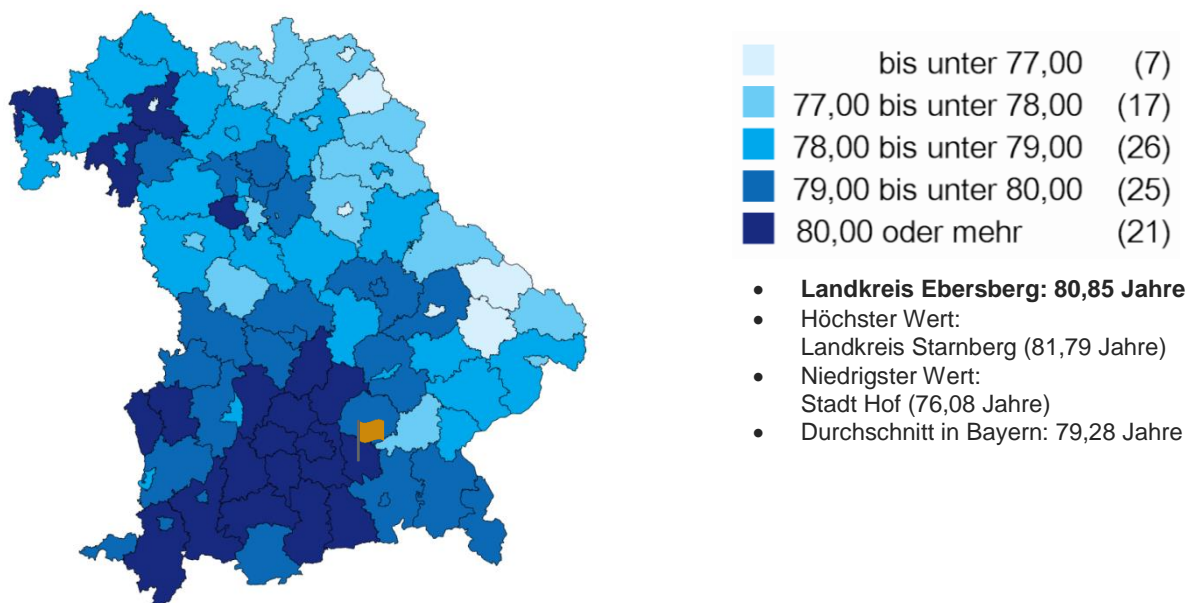 bis unter 77,00 (7)
77,00 bis unter 78,00 (17)
78,00 bis unter 79,00 (26)
79,00 bis unter 80,00 (25)
80,00 oder mehr (21)
• Landkreis Ebersberg: 80,85 Jahre
• Höchster Wert:
Landkreis Starnberg (81,79 Jahre)
• Niedrigster Wert:
Stadt Hof (76,08 Jahre)
• Durchschnitt in Bayern: 79,28 Jahre